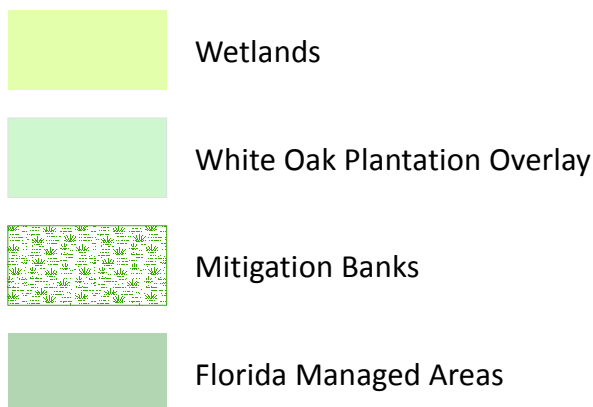 Wetlands
White Oak Plantation Overlay
Mitigation Banks
Florida Managed Areas